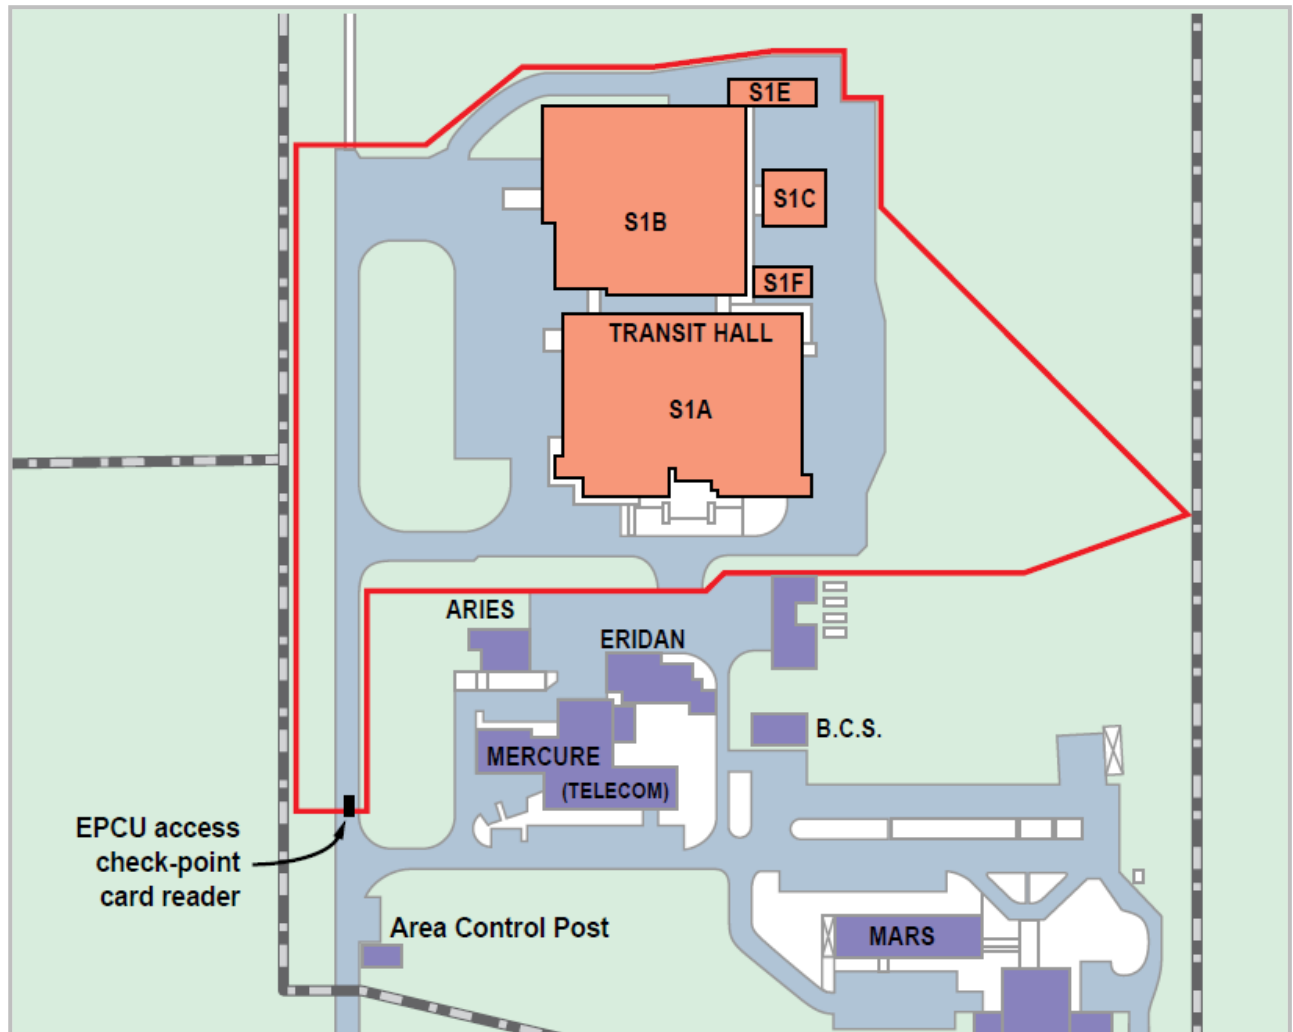 S1E
S1C
S1B
S1F
TRANSIT HALL
S1A
ARIES
ERIDAN
B.C.S.
MERCURE
(TELECOM)
EPCU access
check-point
card reader
Area Control Post
MARS